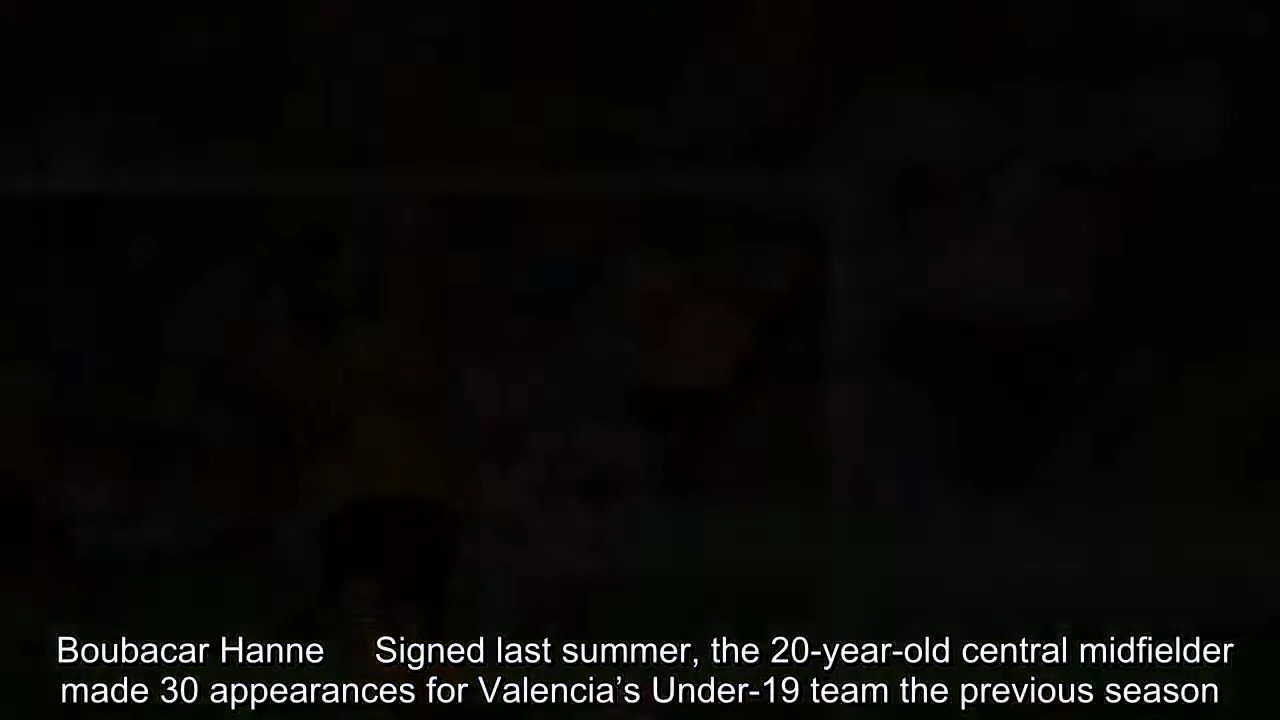 Boubacar Hanne Signed last summer, the 20-year-old central midfielder
made 30 appearances for Valencia’s Under-19 team the previous season